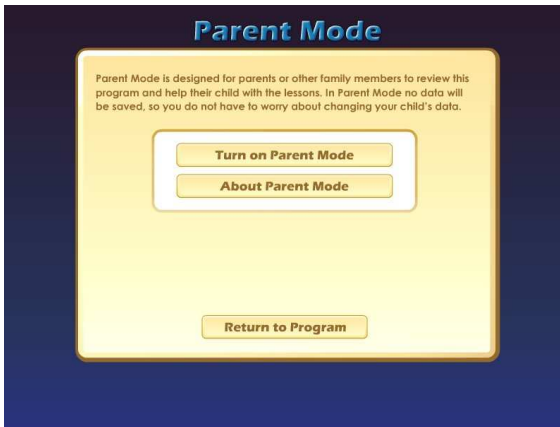 Parent Mode
Parent Mode is designed for parents or other family members to review this
program and help their child with the lessons. In Parent Mode no data will
be saved, so you do not have to worry about changing your child's data.
Turn on Parent Mode
About Parent Mode
Return to Program